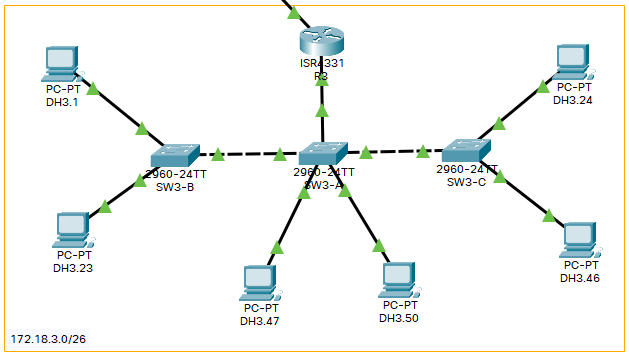 ISR4331
R3
PC-PT
DH3.1
PC-PT
DH3.24
2960-24TT
SW3-B
2960-24TT
SW3-A
2960-24TT
SW3-C
PC-PT
DH3.23
PC-PT
DH3.46
PC-PT
DH3.47
PC-PT
DH3.50
172.18.3.0/26